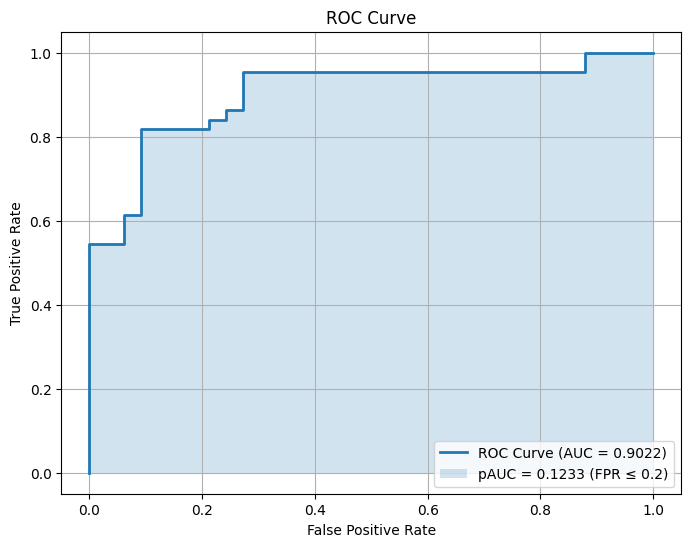 ROC Curve
True Positive Rate
1.0
0.8
0.6
0.4
0.2
0.0
0.0 0.2 0.4 0.6 0.8 1.0
False Positive Rate
ROC Curve (AUC = 0.9022)
pAUC = 0.1233 (FPR ≤ 0.2)